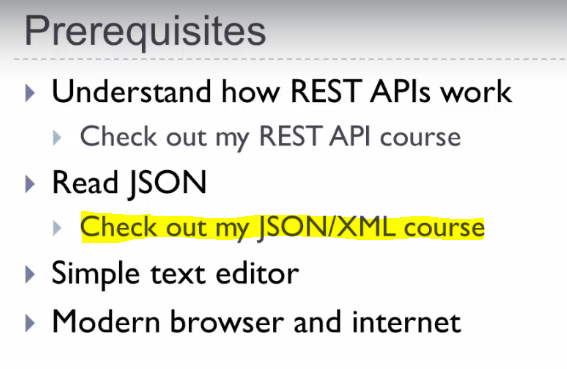 Prerequisites
Understand how REST APIs work
Check out my REST API course
Read JSON
Check out my JSON/XML course
Simple text editor
Modern browser and internet